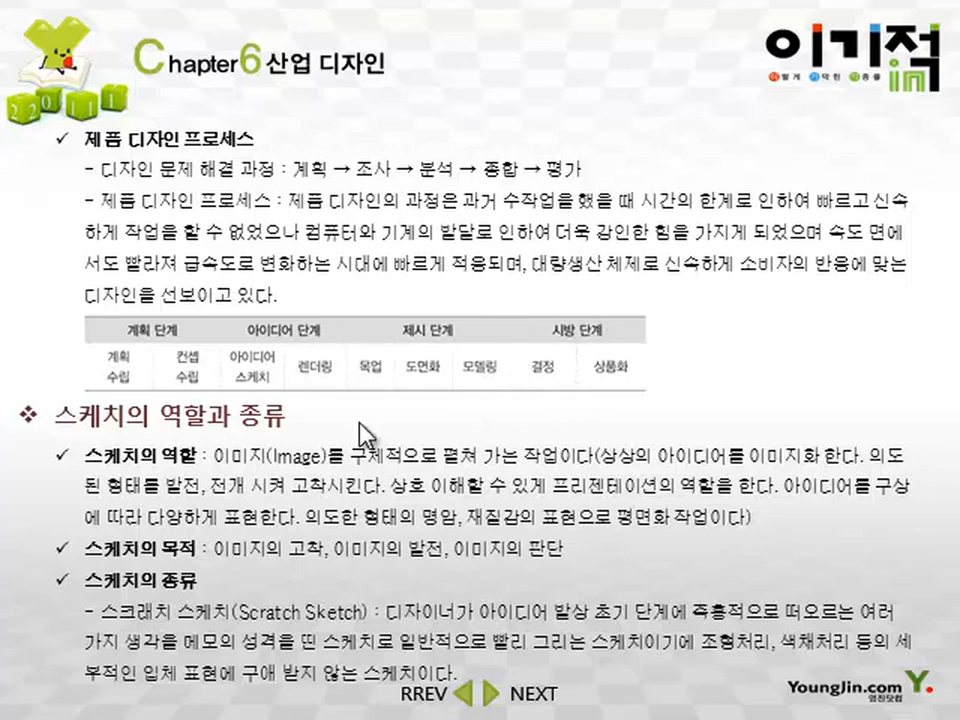 Chapter6 산업 디자인
이기적in
이렇게 기막힌 적중률
2 2 0 1 1 1
✓ 제품 디자인 프로세스
- 디자인 문제 해결 과정 : 계획 → 조사 → 분석 → 종합 → 평가
- 제품 디자인 프로세스 : 제품 디자인의 과정은 과거 수작업을 했을 때 시간의 한계로 인하여 빠르고 신속
하게 작업을 할 수 없었으나 컴퓨터와 기계의 발달로 인하여 더욱 강인한 힘을 가지게 되었으며 속도 면에
서도 빨라져 급속도로 변화하는 시대에 빠르게 적응되며, 대량생산 체제로 신속하게 소비자의 반응에 맞는
디자인을 선보이고 있다.
계획 단계 아이디어 단계 제시 단계 시방 단계
계획 컨셉 아이디어 렌더링 목업 도면화 모델링 결정 상품화
수립 수립 스케치
❖ 스케치의 역할과 종류
✓ 스케치의 역할 : 이미지(Image)를 구체적으로 펼쳐 가는 작업이다(상상의 아이디어를 이미지화 한다. 의도
된 형태를 발전, 전개 시켜 고착시킨다. 상호 이해할 수 있게 프리젠테이션의 역할을 한다. 아이디어를 구상
에 따라 다양하게 표현한다. 의도한 형태의 명암, 재질감의 표현으로 평면화 작업이다)
✓ 스케치의 목적 : 이미지의 고착, 이미지의 발전, 이미지의 판단
✓ 스케치의 종류
- 스크래치 스케치(Scratch Sketch) : 디자이너가 아이디어 발상 초기 단계에 즉흥적으로 떠오르는 여러
가지 생각을 메모의 성격을 띤 스케치로 일반적으로 빨리 그리는 스케치이기에 조형처리, 색채처리 등의 세
부적인 입체 표현에 구애 받지 않는 스케치이다.
RREV NEXT
YoungJin.com Y.
영진닷컴